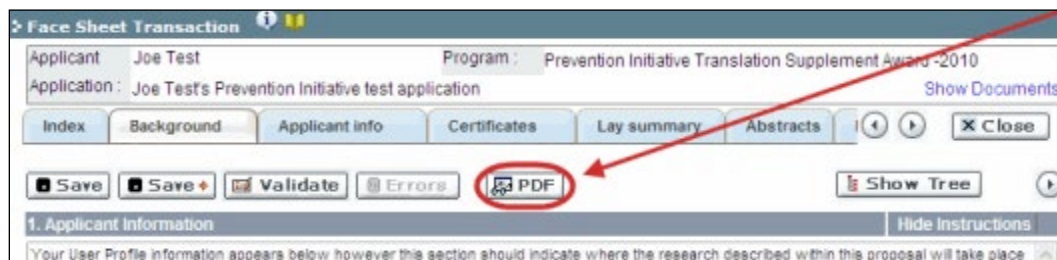 Face Sheet Transaction
Applicant Joe Test Program : Prevention Initiative Translation Supplement Award -2010
Application : Joe Test's Prevention Initiative test application Show Documents
Index Background Applicant info Certificates Lay summary Abstracts Close
Save Save Validate Errors PDF Show Tree
1. Applicant Information Hide Instructions
Your User Profile information appears below however this section should indicate where the research described within this proposal will take place